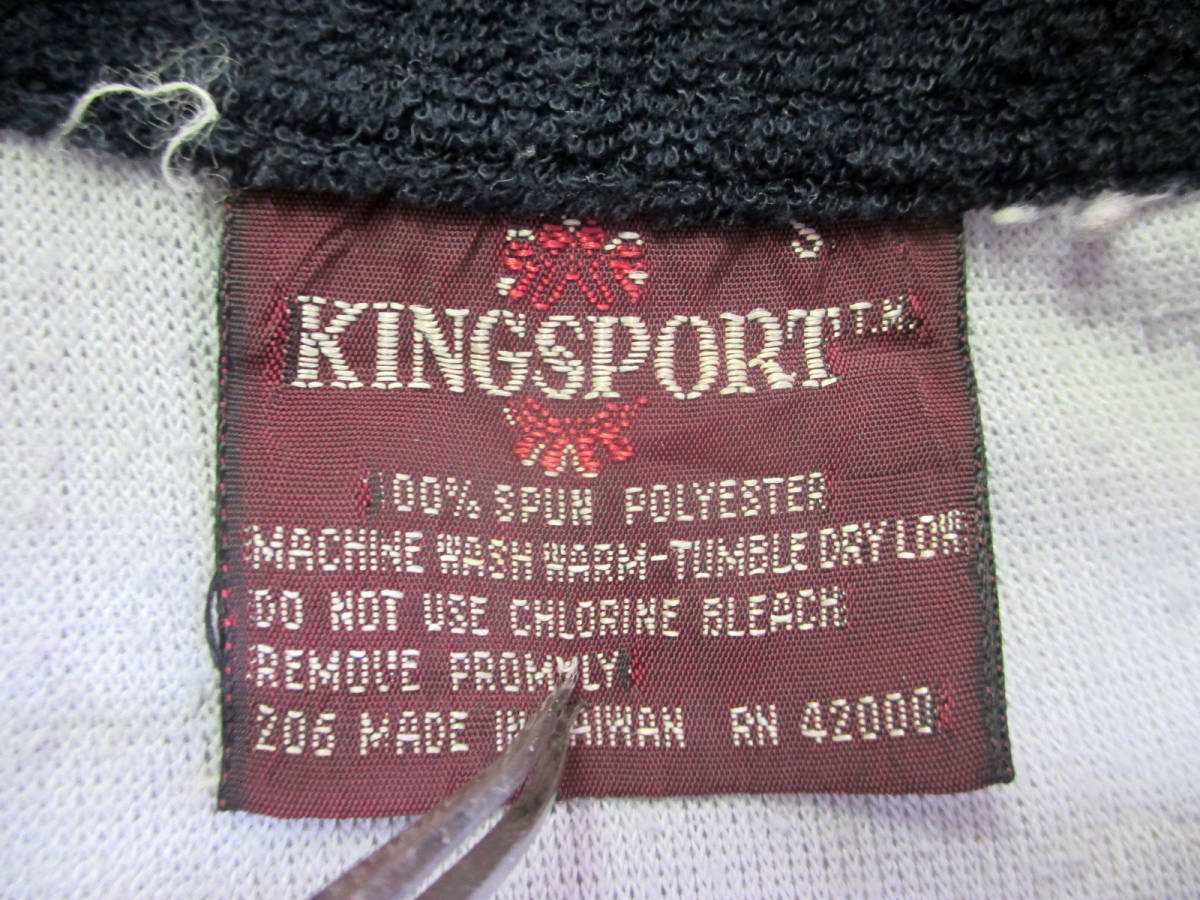 S
KINGSPORT T.M.
100% SPUN POLYESTER
MACHINE WASH WARM-TUMBLE DRY LOW
DO NOT USE CHLORINE BLEACH
REMOVE PROMPTLY
206 MADE IN TAIWAN RN 42000